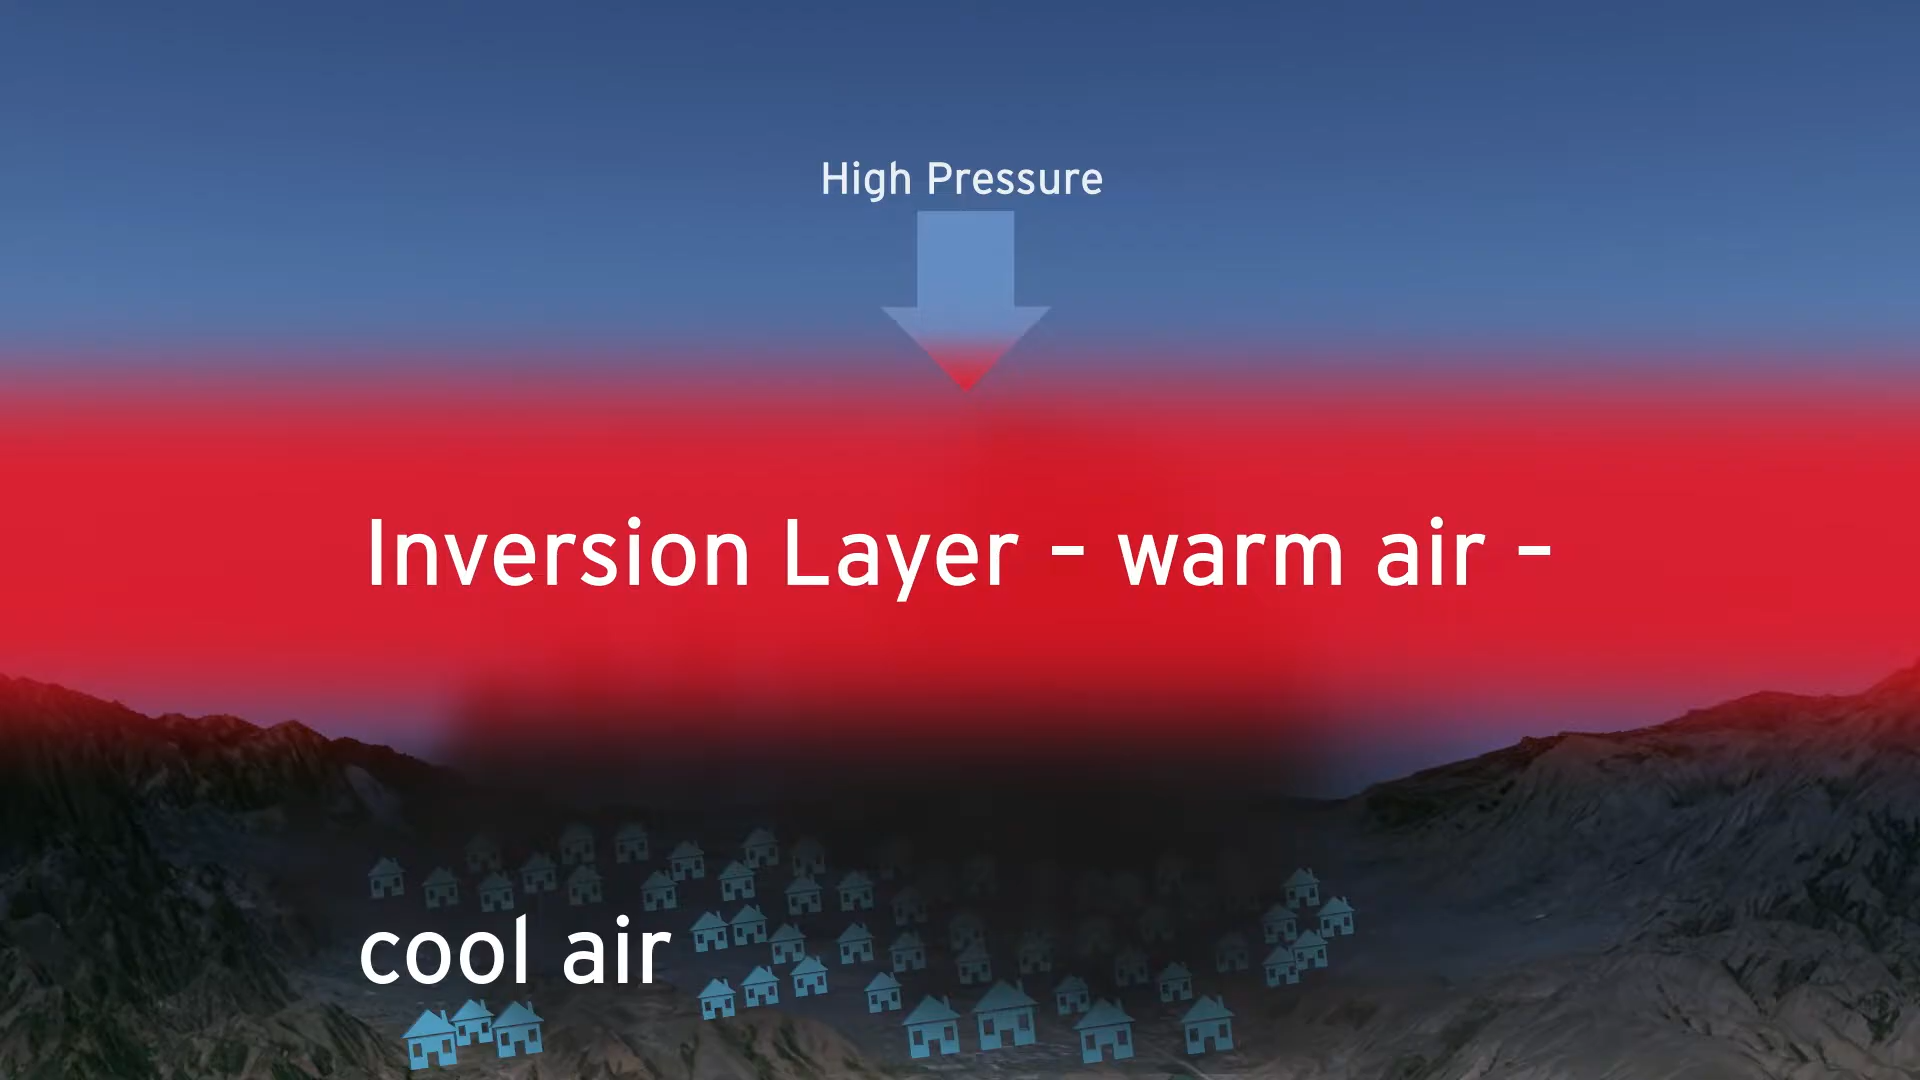 High Pressure
Inversion Layer – warm air –
cool air